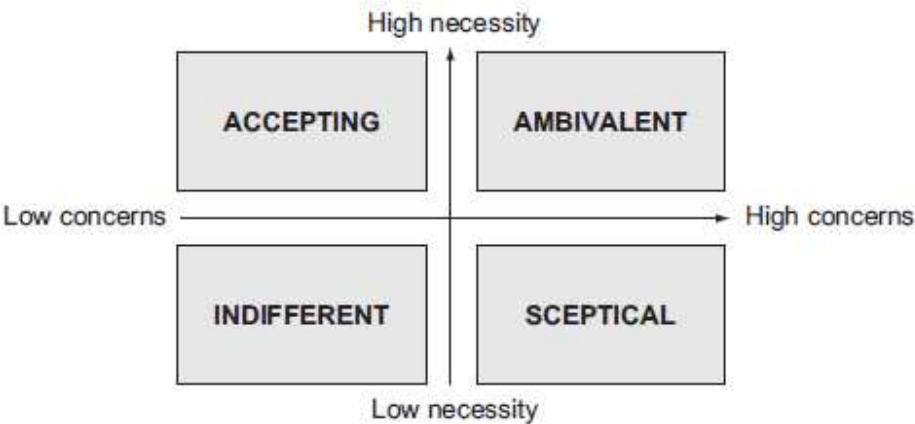 High necessity
ACCEPTING
AMBIVALENT
Low concerns
High concerns
INDIFFERENT
SCEPTICAL
Low necessity